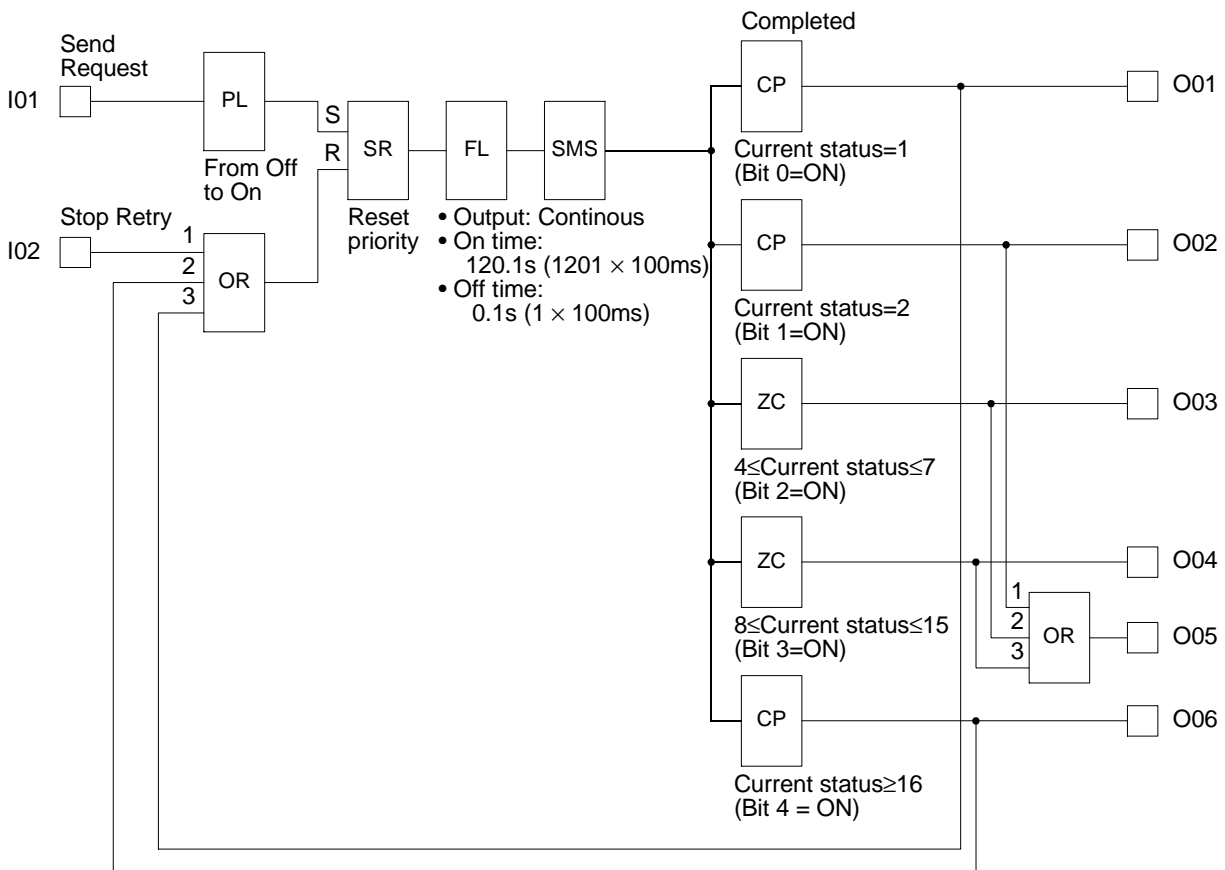 Completed
Send
Request
I01
PL
CP
O01
S
R
SR
FL
SMS
From Off
to On
Current status=1
(Bit 0=ON)
Stop Retry
Reset
priority
• Output: Continous
• On time:
120.1s (1201 × 100ms)
• Off time:
0.1s (1 × 100ms)
I02
1
2
3
OR
CP
O02
Current status=2
(Bit 1=ON)
ZC
O03
4≤Current status≤7
(Bit 2=ON)
ZC
O04
8≤Current status≤15
(Bit 3=ON)
1
2
3
OR
O05
CP
O06
Current status≥16
(Bit 4 = ON)